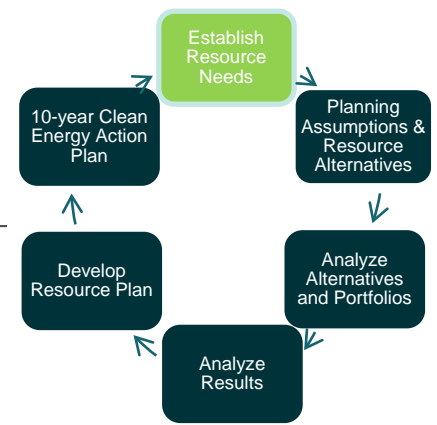 Establish
Resource
Needs
Planning
Assumptions &
Resource
Alternatives
Analyze
Alternatives
and Portfolios
Analyze
Results
Develop
Resource Plan
10-year Clean
Energy Action
Plan